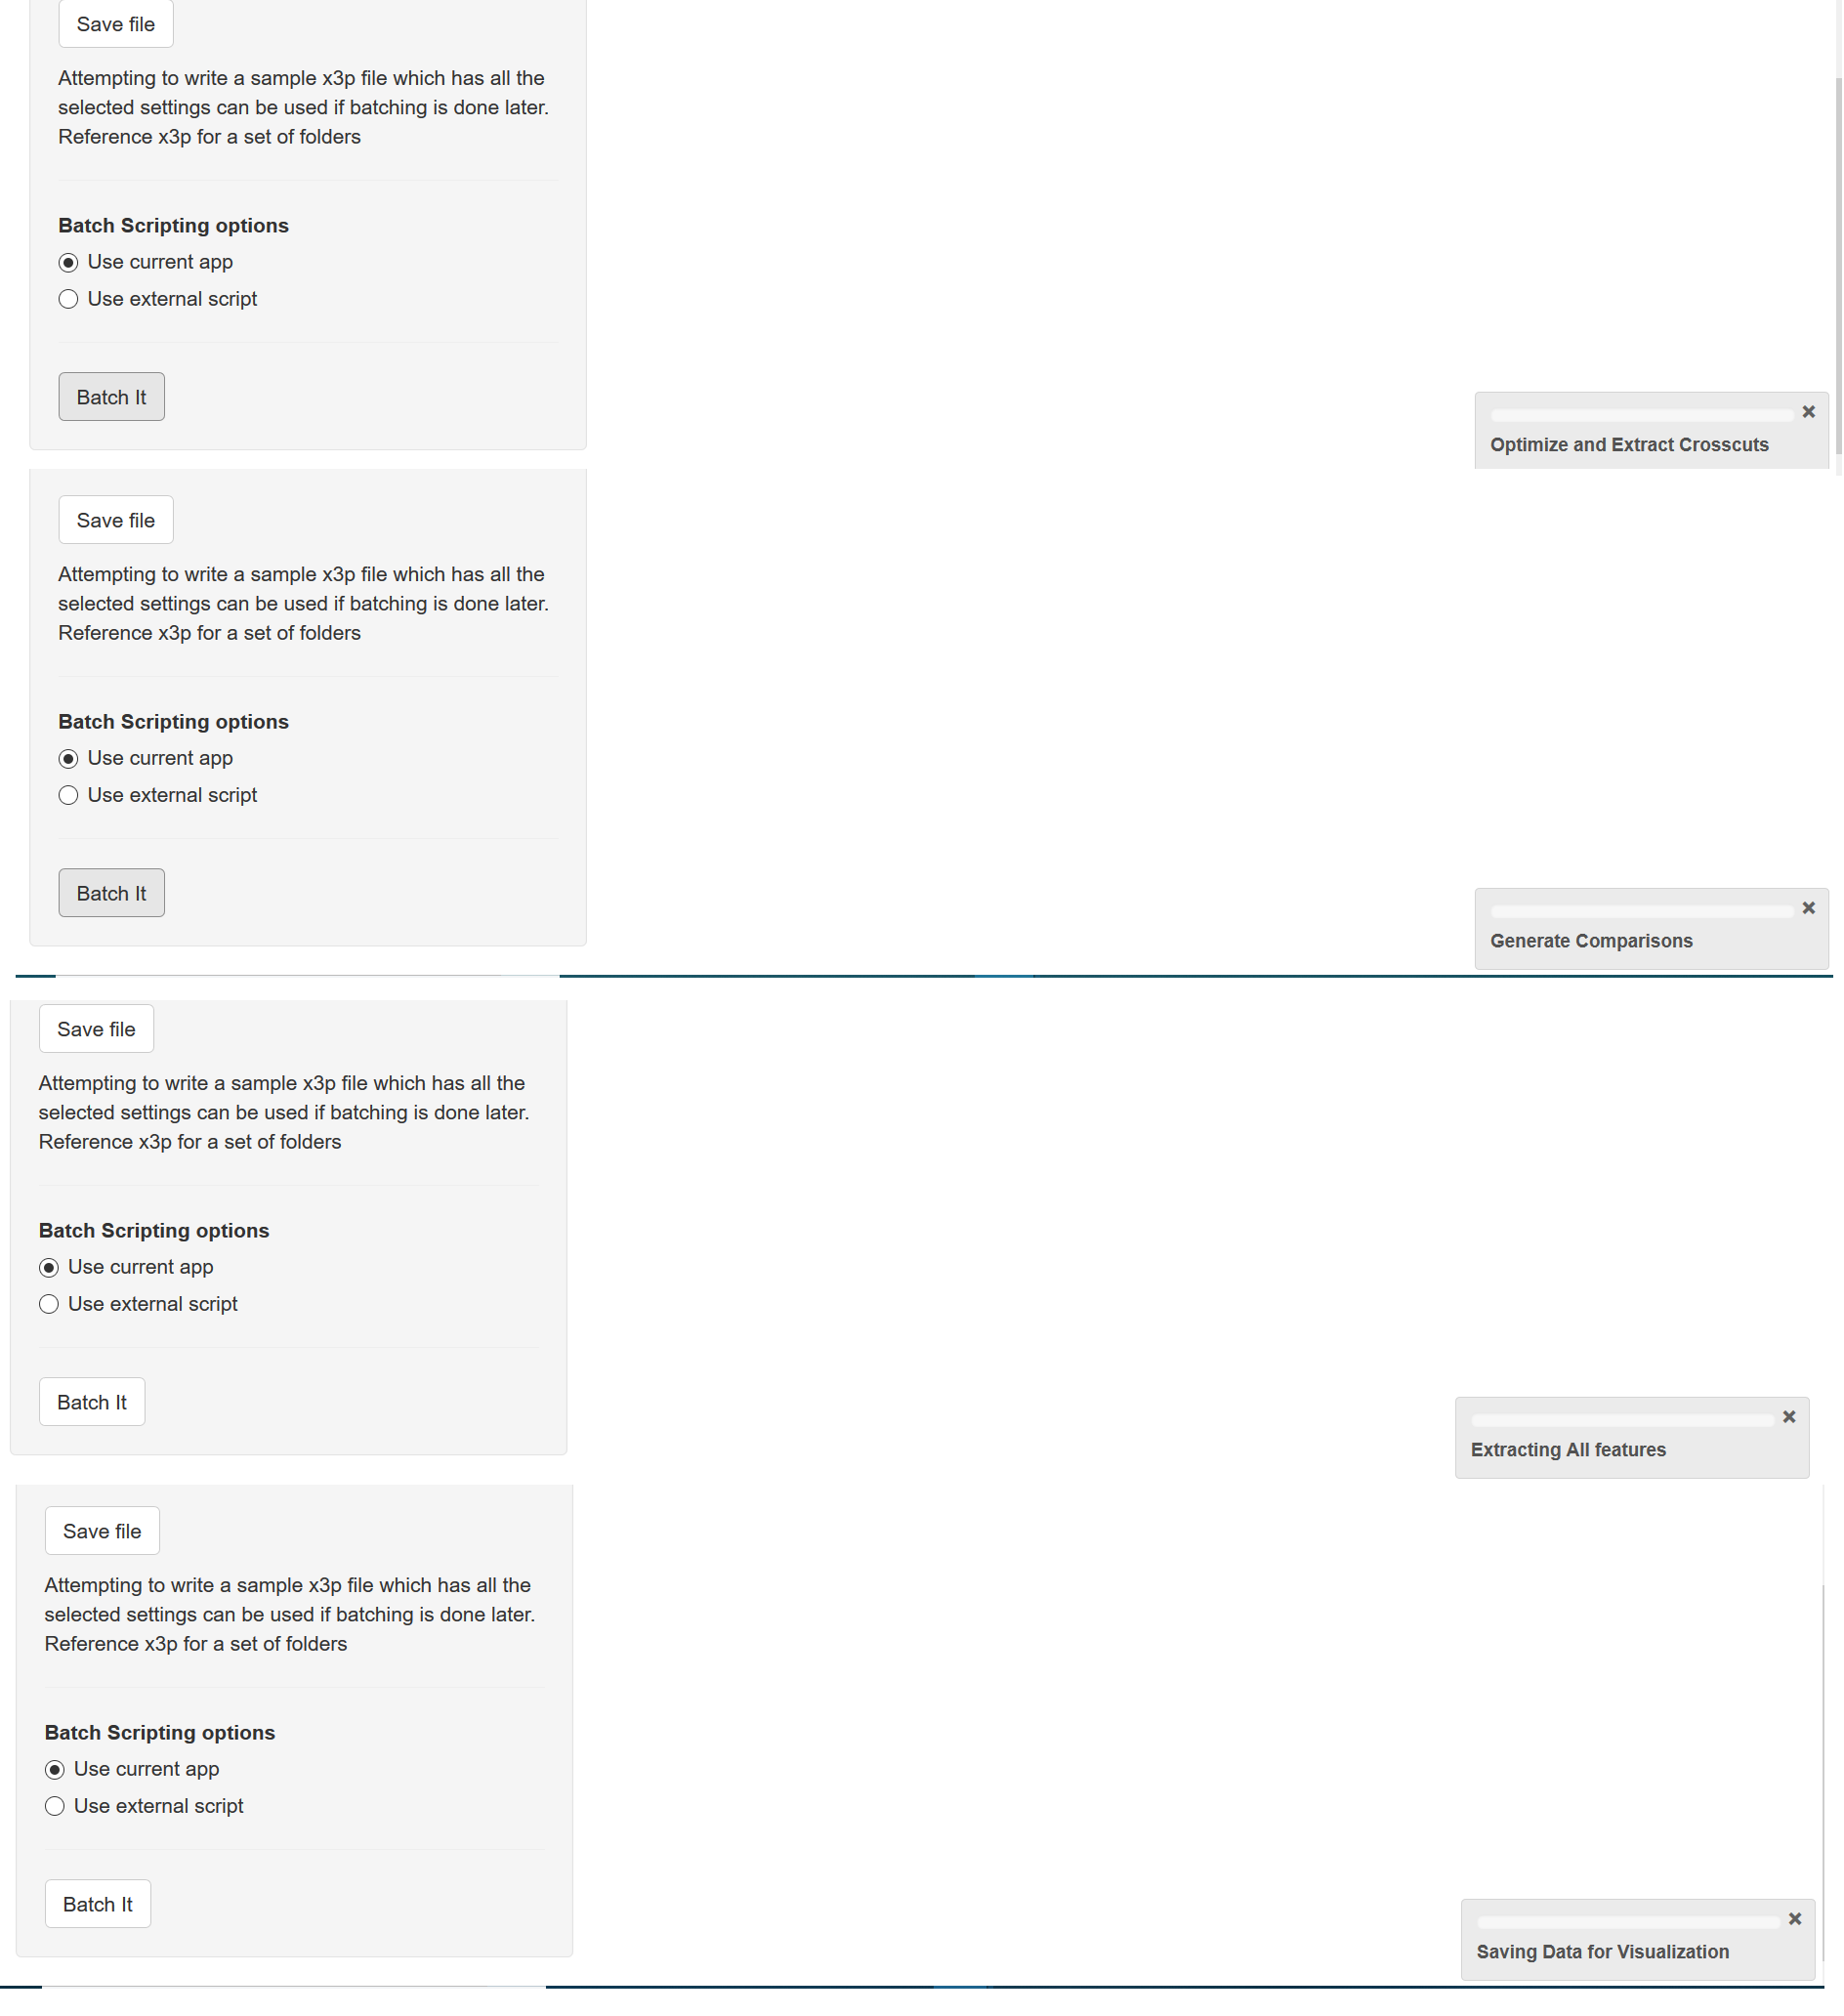 Save file
Attempting to write a sample x3p file which has all the
selected settings can be used if batching is done later.
Reference x3p for a set of folders
Batch Scripting options
Use current app
Use external script
Batch It
Optimize and Extract Crosscuts
Save file
Attempting to write a sample x3p file which has all the
selected settings can be used if batching is done later.
Reference x3p for a set of folders
Batch Scripting options
Use current app
Use external script
Batch It
Generate Comparisons
Save file
Attempting to write a sample x3p file which has all the
selected settings can be used if batching is done later.
Reference x3p for a set of folders
Batch Scripting options
Use current app
Use external script
Batch It
Extracting All features
Save file
Attempting to write a sample x3p file which has all the
selected settings can be used if batching is done later.
Reference x3p for a set of folders
Batch Scripting options
Use current app
Use external script
Batch It
Saving Data for Visualization